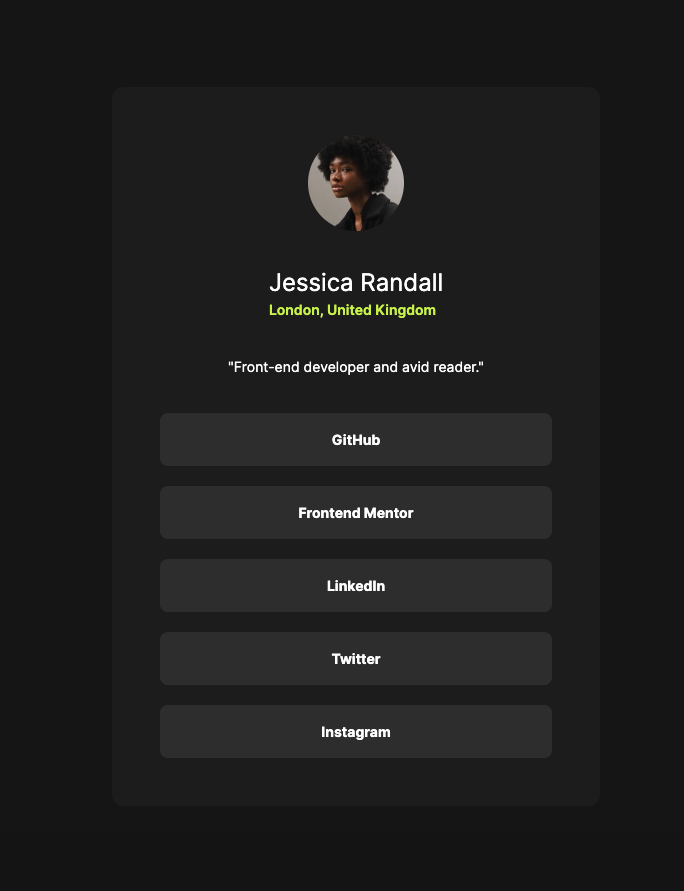 Jessica Randall
London, United Kingdom
"Front-end developer and avid reader."
GitHub
Frontend Mentor
LinkedIn
Twitter
Instagram